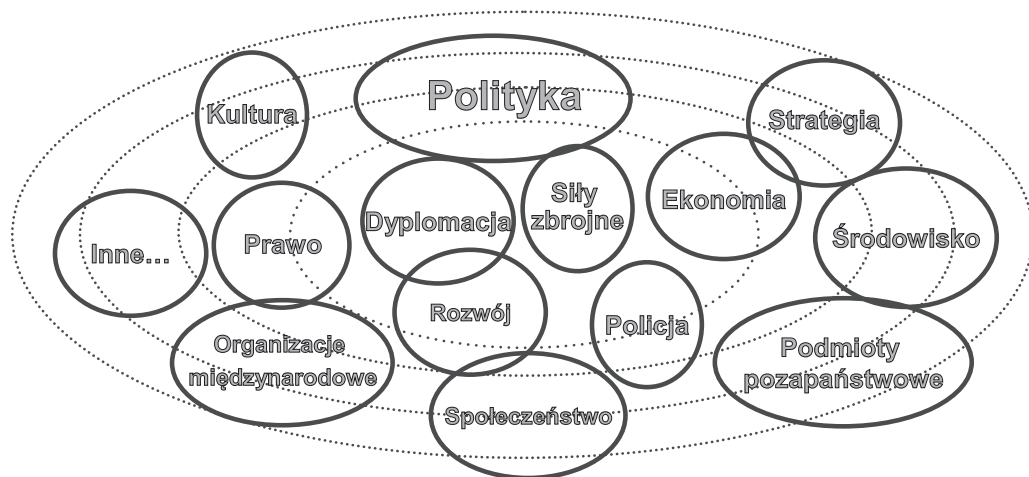 Kultura
Polityka
Strategia
Inne...
Prawo
Dyplomacja
Siły
zbrojne
Ekonomia
Środowisko
Rozwój
Policja
Organizacje
międzynarodowe
Podmioty
pozapaństwowe
Społeczeństwo